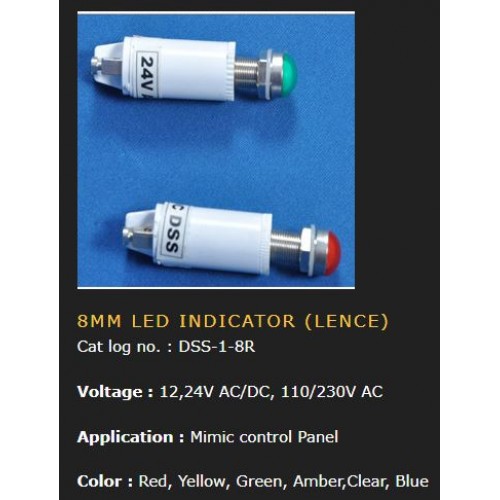 24V
C DSS
8MM LED INDICATOR (LENCE)
Cat log no. : DSS-1-8R
Voltage : 12,24V AC/DC, 110/230V AC
Application : Mimic control Panel
Color : Red, Yellow, Green, Amber,Clear, Blue